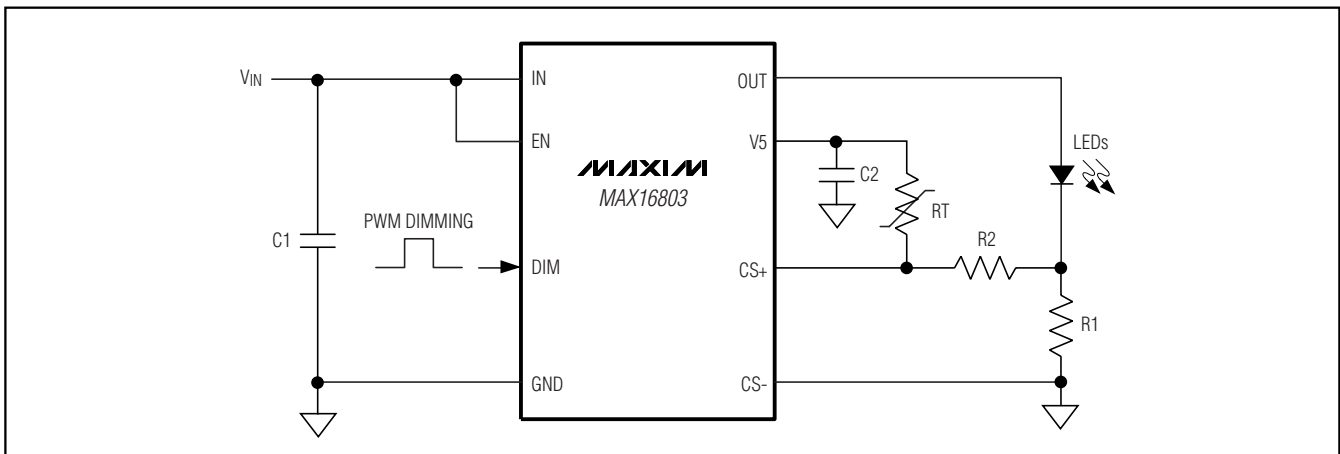 VIN
IN
OUT
EN
V5
LEDs
MAXIM
MAX16803
C2
RT
PWM DIMMING
C1
R2
DIM
CS+
R1
GND
CS-